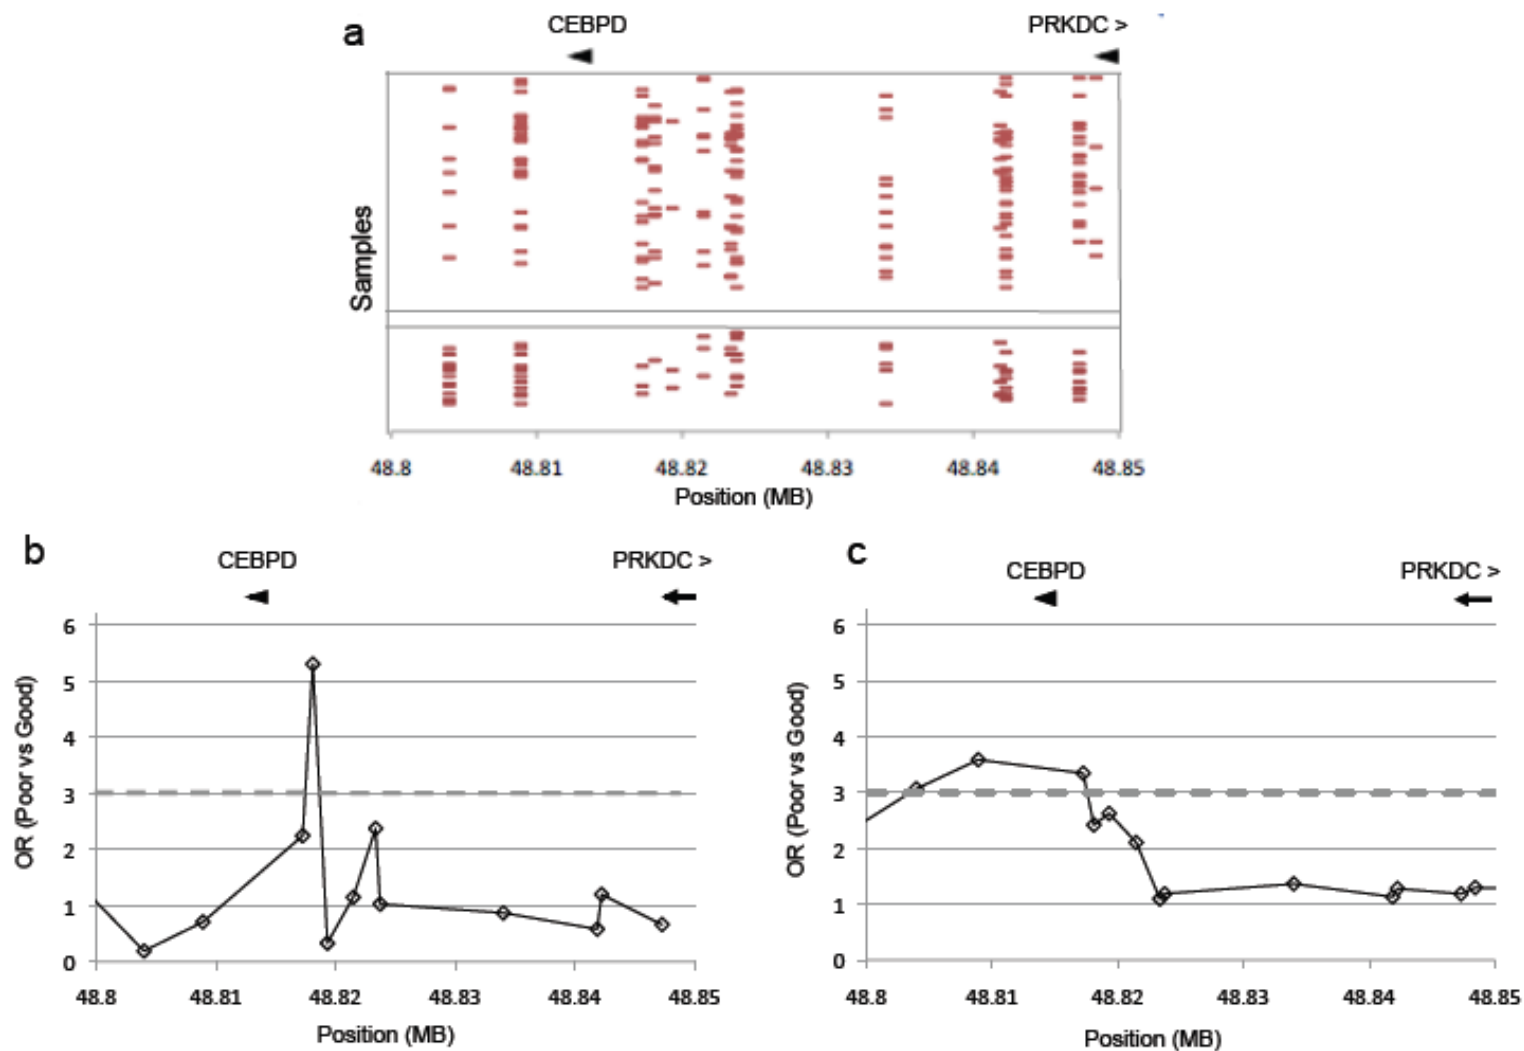 a
CEBPD
PRKDC >
Samples
48.8 48.81 48.82 48.83 48.84 48.85
Position (MB)
b
CEBPD
PRKDC >
OR (Poor vs Good)
6
5
4
3
2
1
0
48.8 48.81 48.82 48.83 48.84 48.85
Position (MB)
c
CEBPD
PRKDC >
OR (Poor vs Good)
6
5
4
3
2
1
0
48.8 48.81 48.82 48.83 48.84 48.85
Position (MB)